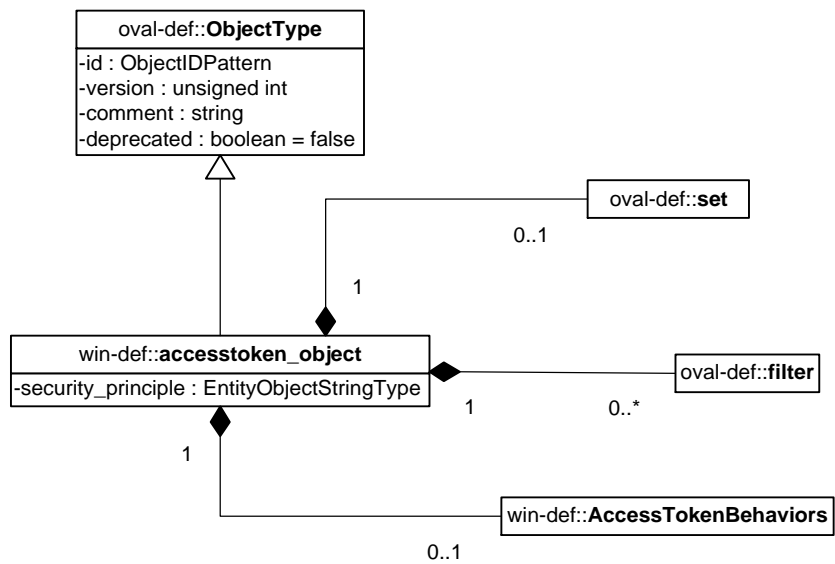 oval-def::ObjectType
-id : ObjectIDPattern
-version : unsigned int
-comment : string
-deprecated : boolean = false
oval-def::set
0..1
1
win-def::accesstoken_object
-security_principle : EntityObjectStringType
oval-def::filter
1
0..*
1
win-def::AccessTokenBehaviors
0..1